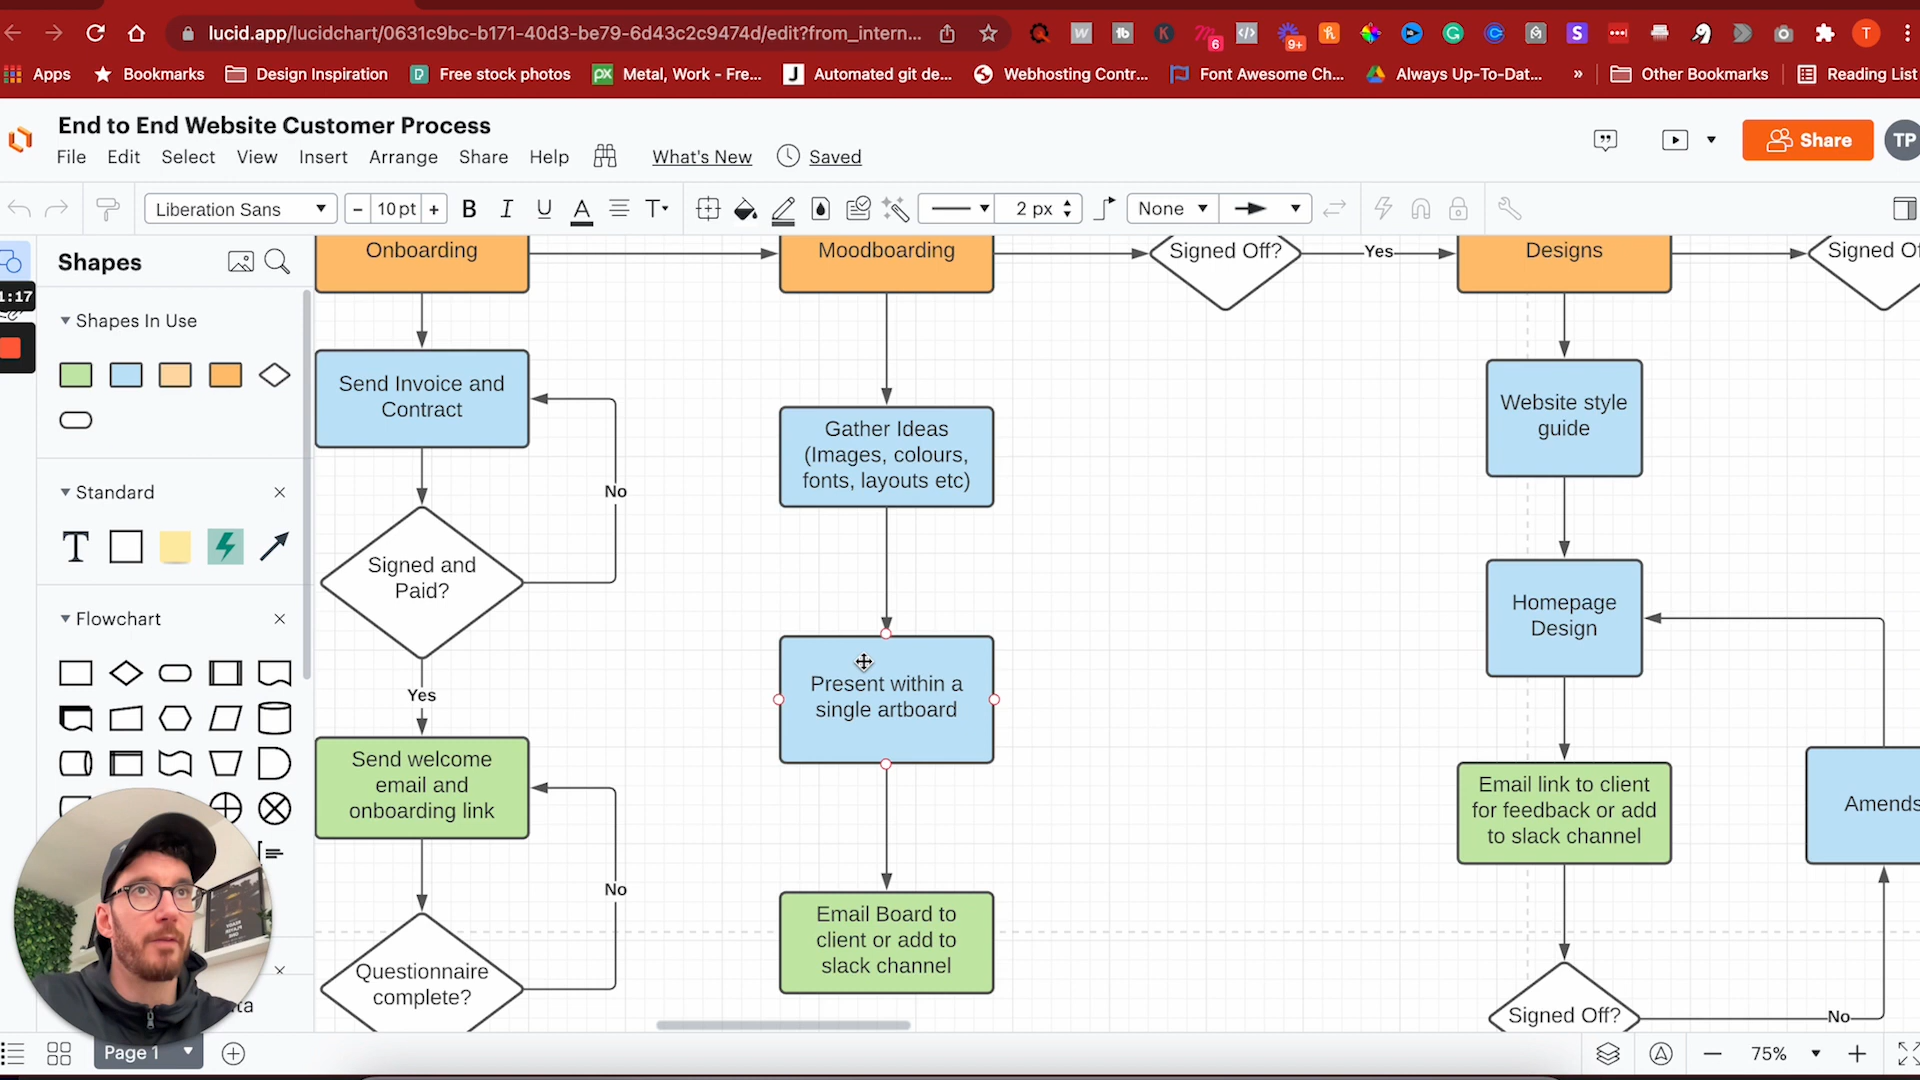 lucid.app/lucidchart/0631c9bc-b171-40d3-be79-6d43c2c9474d/edit?from_intern...
6
9+
T
Apps
Bookmarks
Design Inspiration
Free stock photos
Metal, Work - Fre...
Automated git de...
Webhosting Contr...
Font Awesome Ch...
Always Up-To-Dat...
»
Other Bookmarks
Reading List
End to End Website Customer Process
File Edit Select View Insert Arrange Share Help What's New Saved
Share
TP
Liberation Sans
- 10 pt +
B I U A T
2 px
None
Shapes
1:17
Shapes In Use
Standard
T
Flowchart
Onboarding
Send Invoice and
Contract
No
Signed and
Paid?
Yes
Send welcome
email and
onboarding link
No
Questionnaire
complete?
Moodboarding
Gather Ideas
(Images, colours,
fonts, layouts etc)
Present within a
single artboard
Email Board to
client or add to
slack channel
Signed Off?
Yes
Designs
Website style
guide
Homepage
Design
Email link to client
for feedback or add
to slack channel
Signed Off?
No
Signed Of
Amends
Page 1
75%